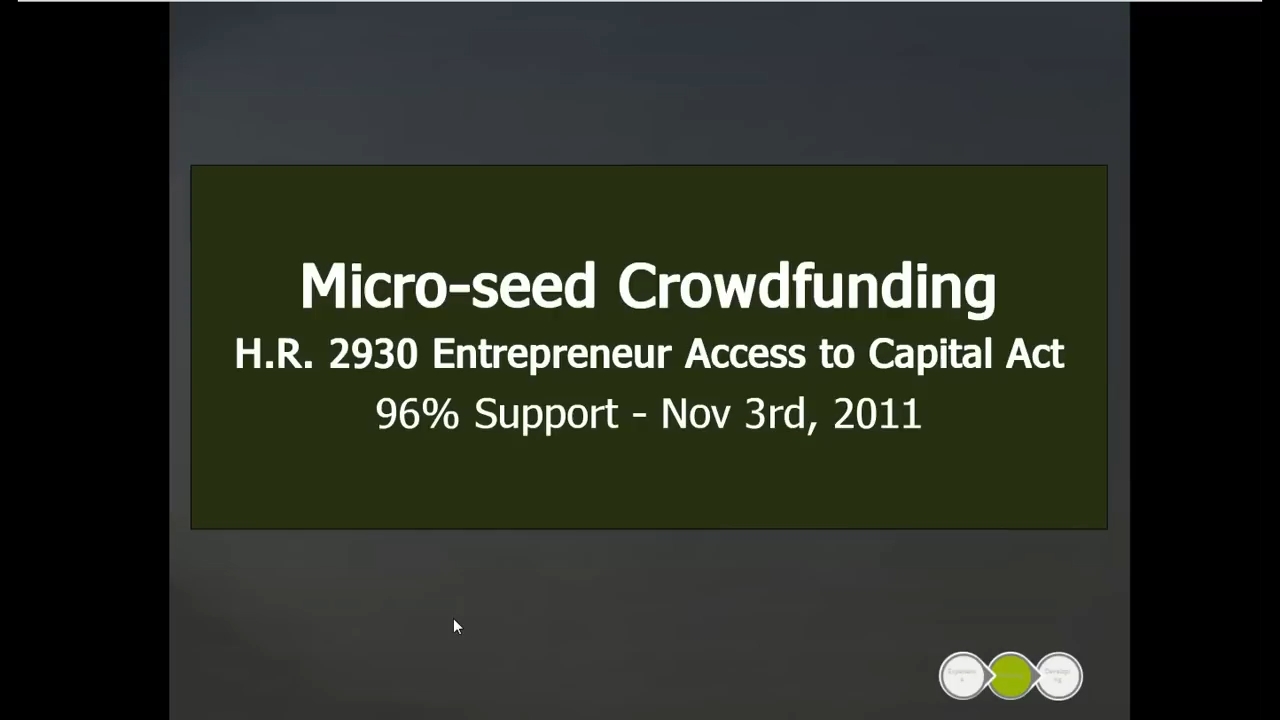 Micro-seed Crowdfunding
H.R. 2930 Entrepreneur Access to Capital Act
96% Support - Nov 3rd, 2011